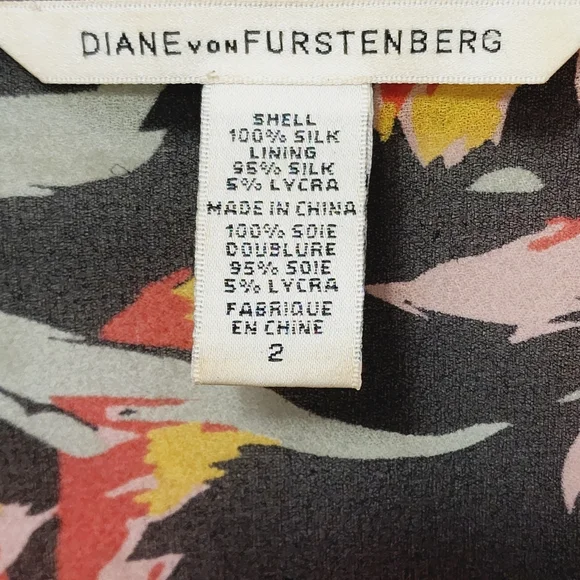 DIANE VON FURSTENBERG
SHELL
100% SILK
LINING
95% SILK
5% LYCRA
MADE IN CHINA
100% SOIE
DOUBLURE
95% SOIE
5% LYCRA
FABRIQUE
EN CHINE
2